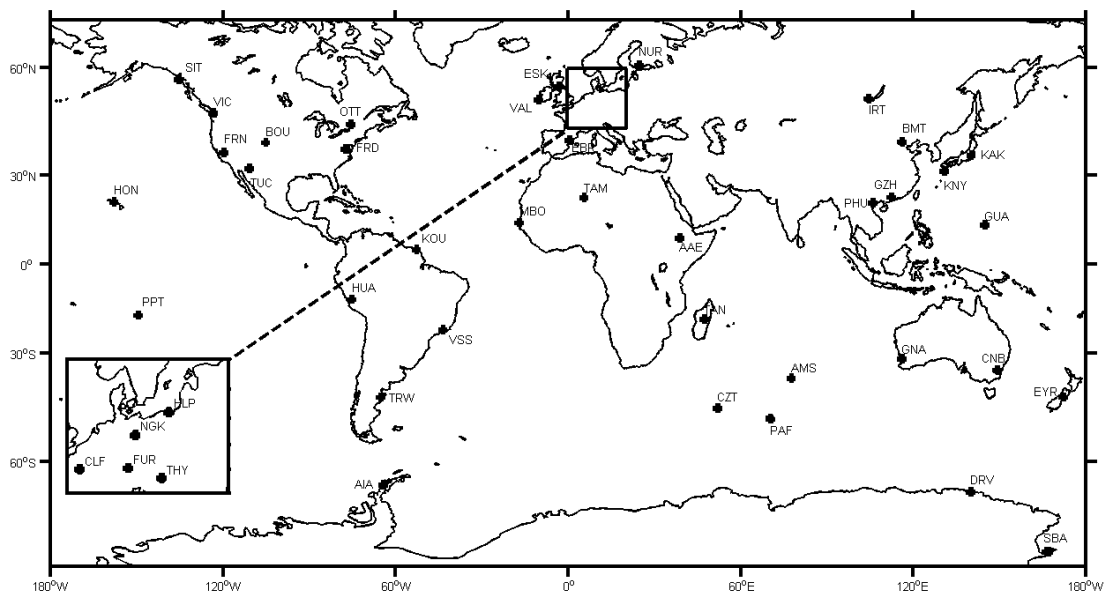 NUR
60°N
SIT
ESK
VIC
VAL
OTT
IRT
FRN
BOU
BMT
FRD
EBR
KAK
30°N
TUC
HON
TAM
GZH
KNY
PHU
MBO
GUA
KOU
AAE
0°
HUA
PPT
TAN
VSS
30°S
GNA
CNB
AMS
EYR
TRW
CZT
HLP
NGK
PAF
CLF
FUR
THY
60°S
AIA
DRV
SBA
180°W
120°W
60°W
0°
60°E
120°E
180°W